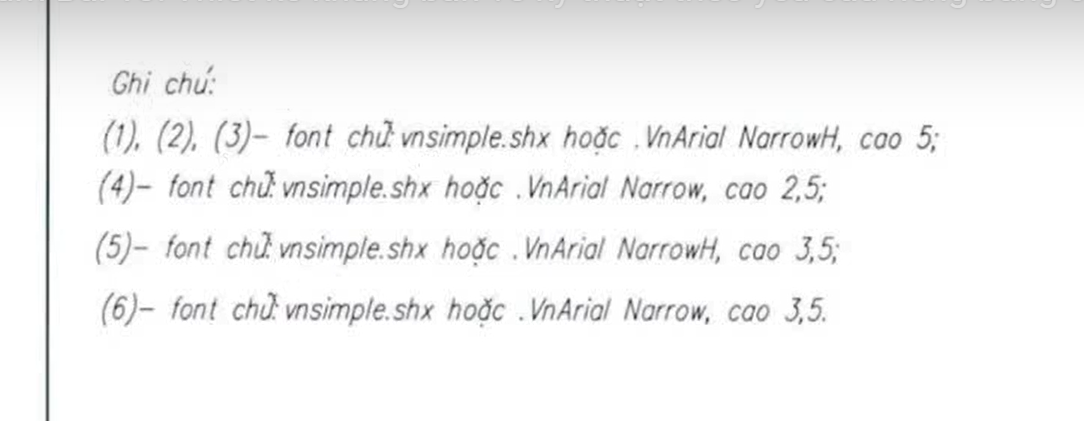 Ghi chú:
(1), (2), (3)- font chữ: vnsimple.shx hoặc .VnArial NarrowH, cao 5;
(4)- font chữ: vnsimple.shx hoặc .VnArial Narrow, cao 2,5;
(5)- font chữ: vnsimple.shx hoặc .VnArial NarrowH, cao 3,5;
(6)- font chữ: vnsimple.shx hoặc .VnArial Narrow, cao 3,5.